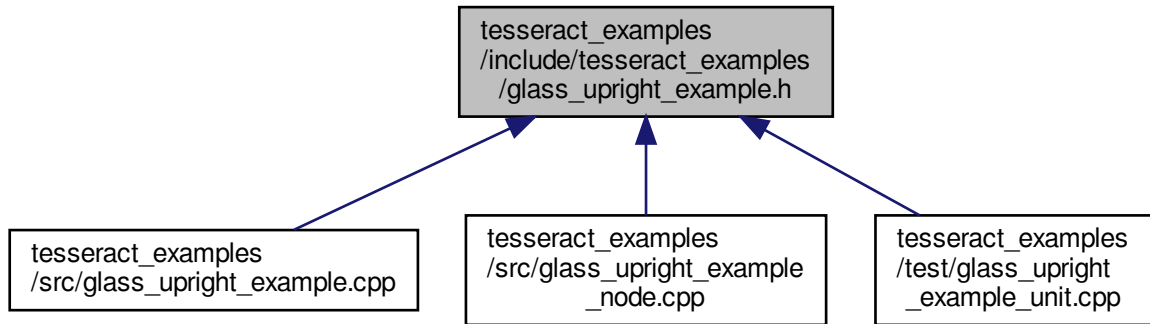 tesseract_examples
/include/tesseract_examples
/glass_upright_example.h
tesseract_examples
/src/glass_upright_example.cpp
tesseract_examples
/src/glass_upright_example
_node.cpp
tesseract_examples
/test/glass_upright
_example_unit.cpp